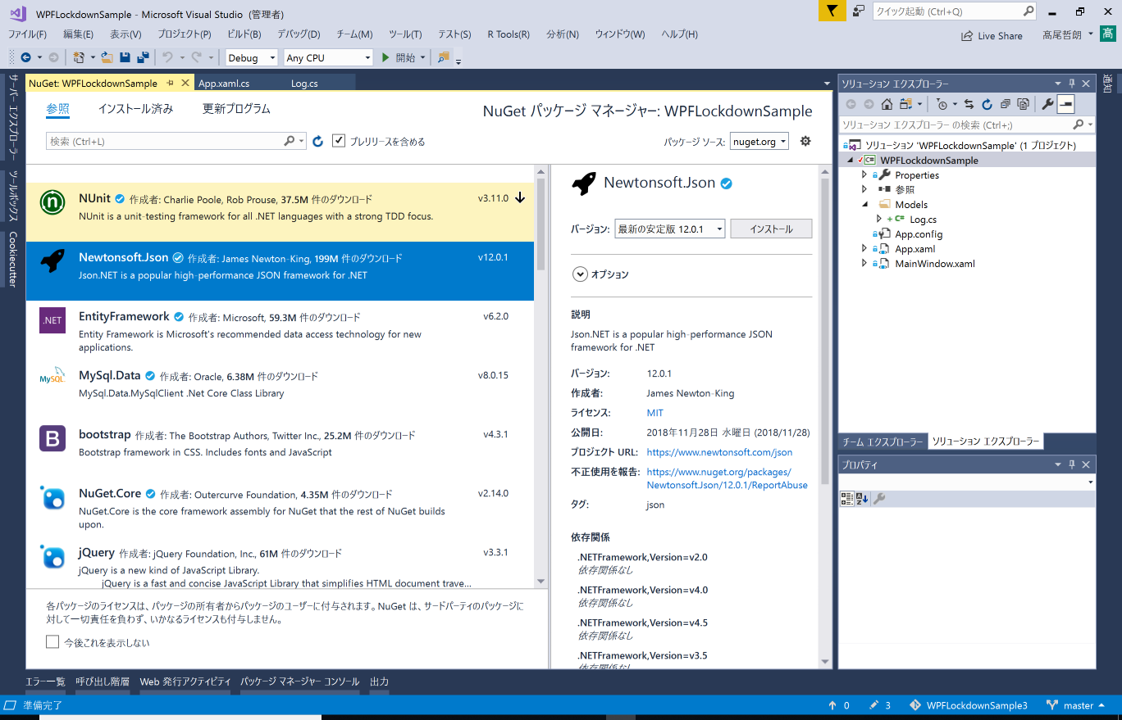 WPFLockdownSample - Microsoft Visual Studio (管理者)
クイック起動 (Ctrl+Q)
ファイル(F) 編集(E) 表示(V) プロジェクト(P) ビルド(B) デバッグ(D) チーム(M) ツール(T) テスト(S) R Tools(R) 分析(N) ウィンドウ(W) ヘルプ(H)
Live Share 高尾哲朗 高
Debug Any CPU 開始
サーバー エクスプローラー
ツールボックス
Cookiecutter
NuGet: WPFLockdownSample App.xaml.cs Log.cs
参照 インストール済み 更新プログラム
NuGet パッケージ マネージャー: WPFLockdownSample
検索 (Ctrl+L) プレリリースを含める
パッケージ ソース: nuget.org
NUnit 作成者: Charlie Poole, Rob Prouse, 37.5M 件のダウンロード v3.11.0
NUnit is a unit-testing framework for all .NET languages with a strong TDD focus.
Newtonsoft.Json 作成者: James Newton-King, 199M 件のダウンロード v12.0.1
Json.NET is a popular high-performance JSON framework for .NET
.NET
EntityFramework 作成者: Microsoft, 59.3M 件のダウンロード v6.2.0
Entity Framework is Microsoft's recommended data access technology for new
applications.
MySQL
MySql.Data 作成者: Oracle, 6.38M 件のダウンロード v8.0.15
MySql.Data.MySqlClient .Net Core Class Library
B
bootstrap 作成者: The Bootstrap Authors, Twitter Inc., 25.2M 件のダウンロード v4.3.1
Bootstrap framework in CSS. Includes fonts and JavaScript
NuGet.Core 作成者: Outercurve Foundation, 4.35M 件のダウンロード v2.14.0
NuGet.Core is the core framework assembly for NuGet that the rest of NuGet builds
upon.
jQuery 作成者: jQuery Foundation, Inc., 61M 件のダウンロード v3.3.1
jQuery is a new kind of JavaScript Library.
jQuery is a fast and concise JavaScript Library that simplifies HTML document trave...
各パッケージのライセンスは、パッケージの所有者からパッケージのユーザーに付与されます。NuGet は、サードパーティのパッケージに
対して一切責任を負わず、いかなるライセンスも付与しません。
今後これを表示しない
Newtonsoft.Json
バージョン: 最新の安定版 12.0.1 インストール
オプション
説明
Json.NET is a popular high-performance JSON
framework for .NET
バージョン: 12.0.1
作成者: James Newton-King
ライセンス: MIT
公開日: 2018年11月28日 水曜日 (2018/11/28)
プロジェクト URL: https://www.newtonsoft.com/json
不正使用を報告: https://www.nuget.org/packages/
Newtonsoft.Json/12.0.1/ReportAbuse
タグ: json
依存関係
.NETFramework,Version=v2.0
依存関係なし
.NETFramework,Version=v4.0
依存関係なし
.NETFramework,Version=v4.5
依存関係なし
.NETFramework,Version=v3.5
依存関係なし
ソリューション エクスプローラー
ソリューション エクスプローラー の検索 (Ctrl+;)
ソリューション 'WPFLockdownSample' (1 プロジェクト)
WPFLockdownSample
Properties
参照
Models
Log.cs
App.config
App.xaml
MainWindow.xaml
チーム エクスプローラー ソリューション エクスプローラー
プロパティ
通知
エラー一覧 呼び出し階層 Web 発行アクティビティ パッケージ マネージャー コンソール 出力
準備完了 0 3 WPFLockdownSample3 master